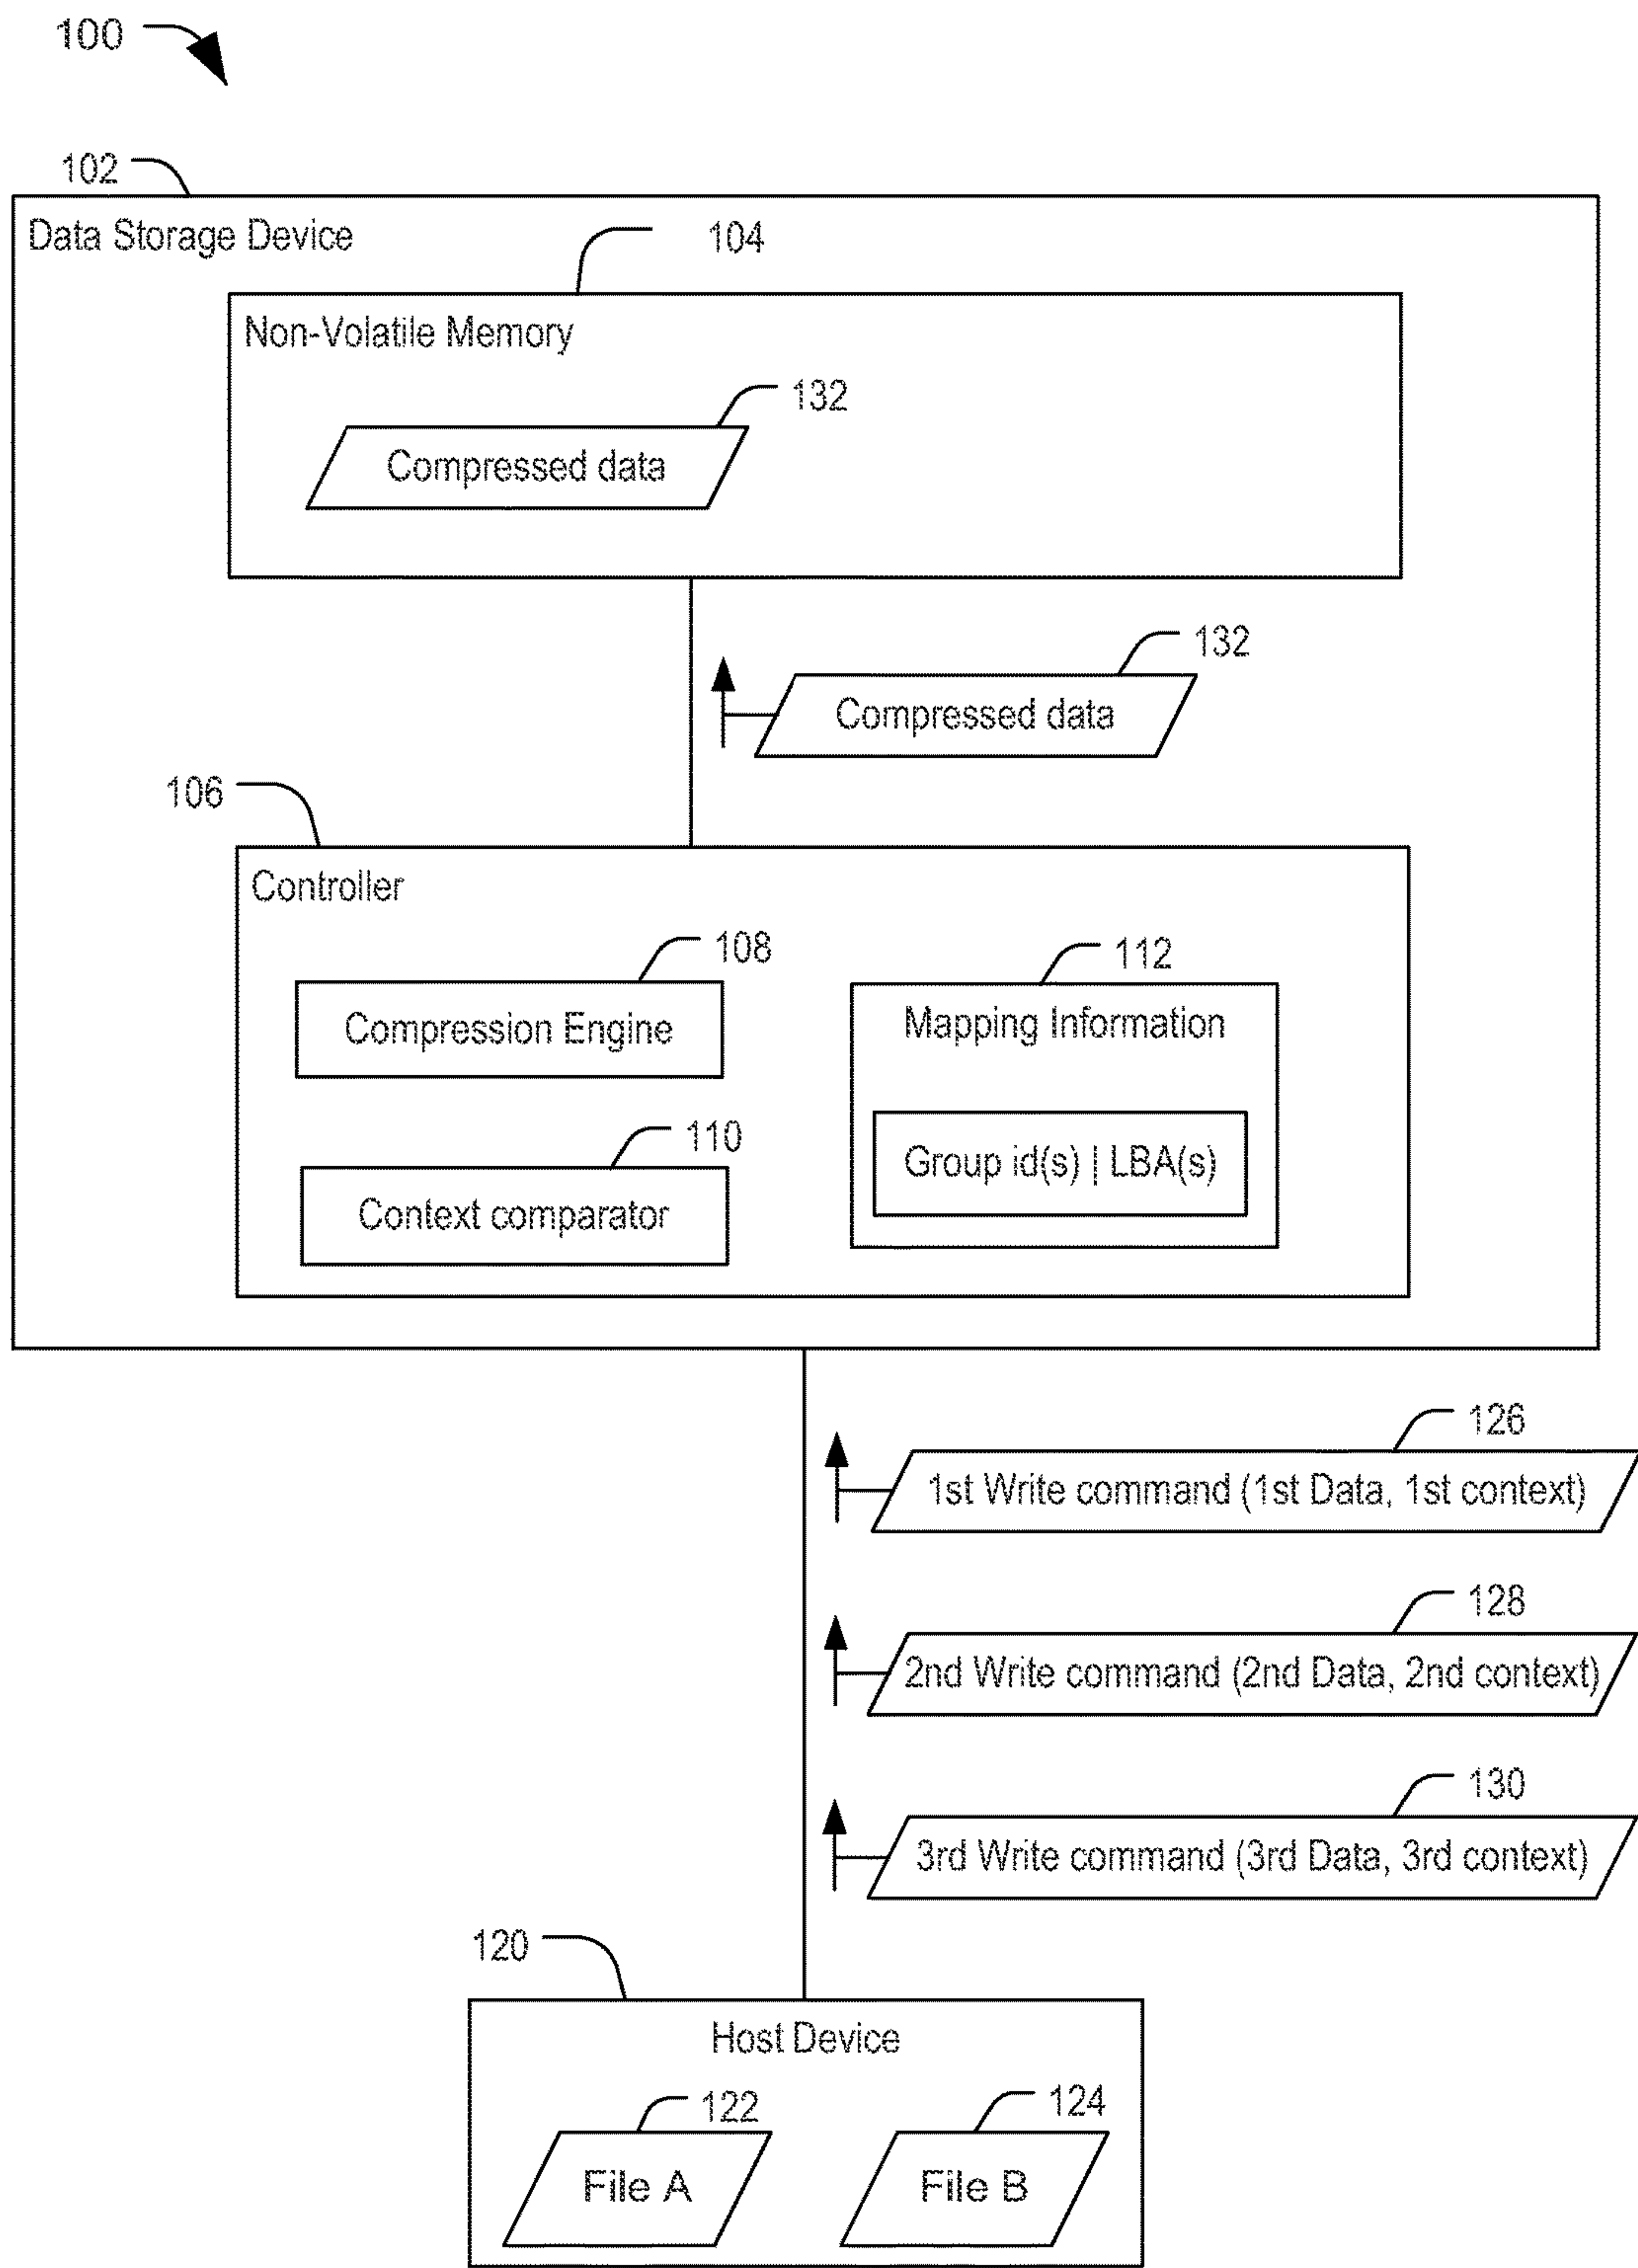 100
102
Data Storage Device
104
Non-Volatile Memory
132
Compressed data
132
Compressed data
106
Controller
108
Compression Engine
112
Mapping Information
110
Context comparator
Group id(s) | LBA(s)
126
1st Write command (1st Data, 1st context)
128
2nd Write command (2nd Data, 2nd context)
130
3rd Write command (3rd Data, 3rd context)
120
Host Device
122
File A
124
File B